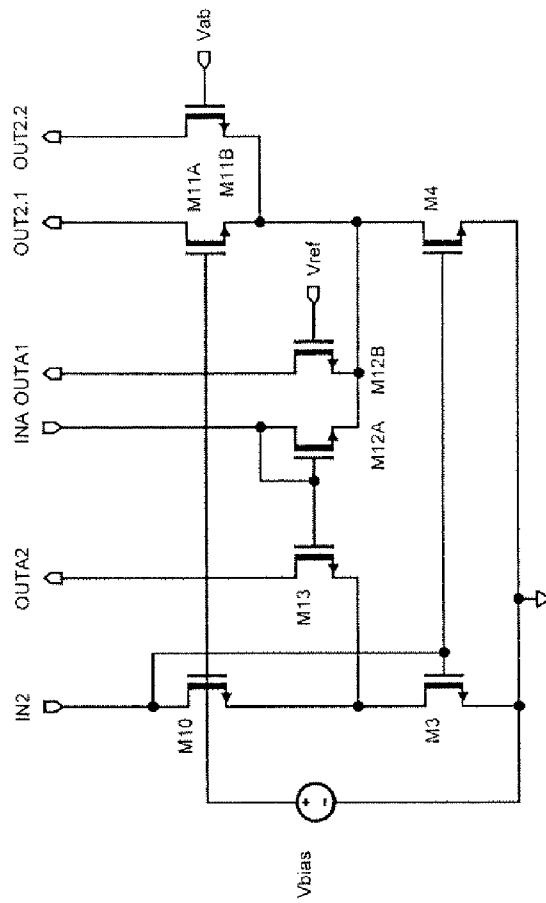 IN2
OUTA2
INA
OUTA1
OUT2.1
OUT2.2
M10
M13
M12A
M12B
Vref
M11A
M11B
Vab
M3
M4
Vbias
+
-